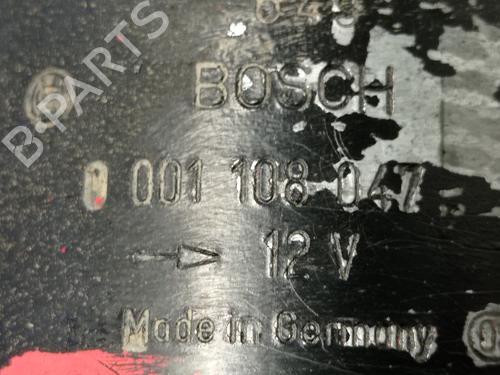 B-PARTS
BOSCH
0 001 108 047
12 V
Made in Germany